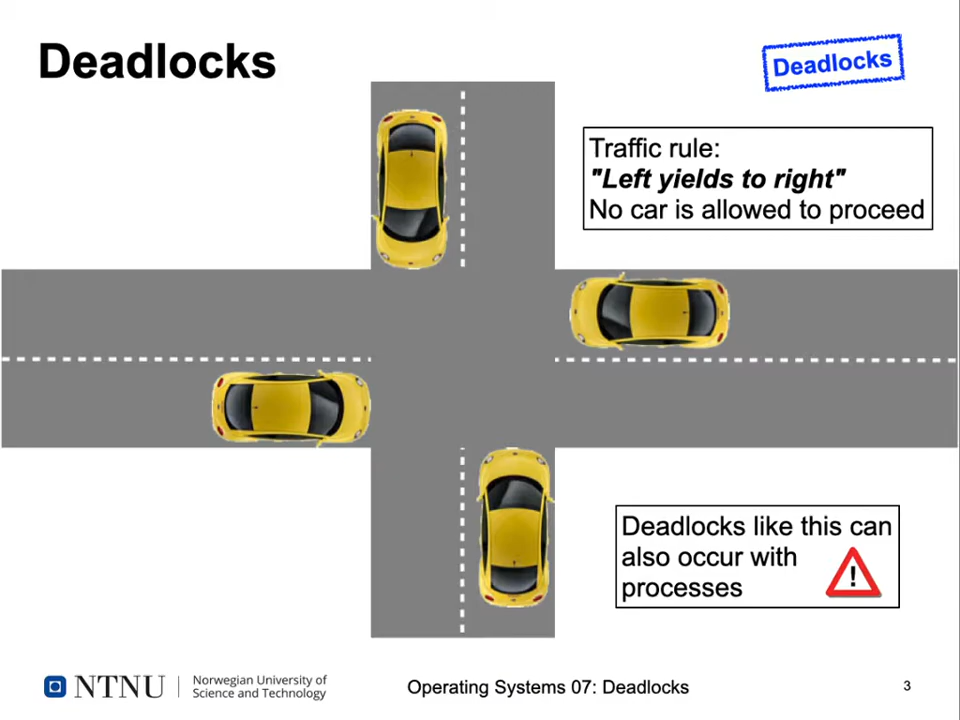 Deadlocks
Deadlocks
Traffic rule:
"Left yields to right"
No car is allowed to proceed
Deadlocks like this can
also occur with
processes
!
NTNU
Norwegian University of
Science and Technology
Operating Systems 07: Deadlocks
3